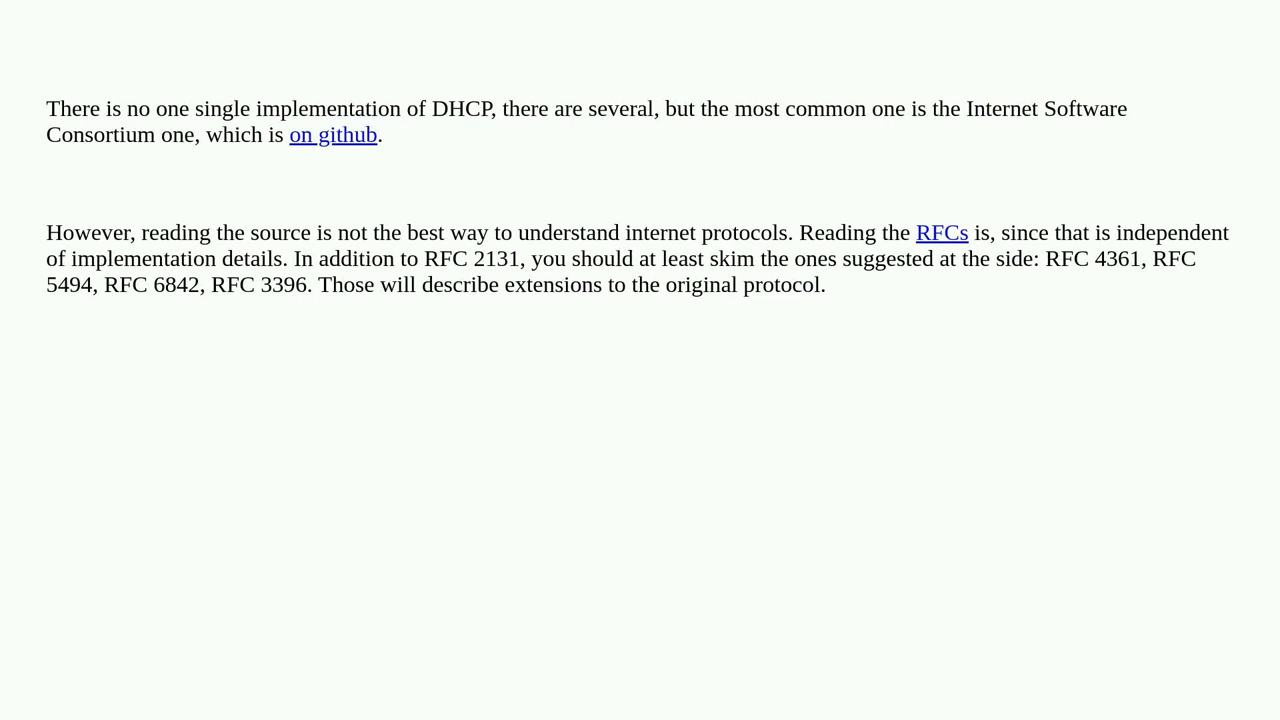 There is no one single implementation of DHCP, there are several, but the most common one is the Internet Software
Consortium one, which is on github.
However, reading the source is not the best way to understand internet protocols. Reading the RFCs is, since that is independent
of implementation details. In addition to RFC 2131, you should at least skim the ones suggested at the side: RFC 4361, RFC
5494, RFC 6842, RFC 3396. Those will describe extensions to the original protocol.